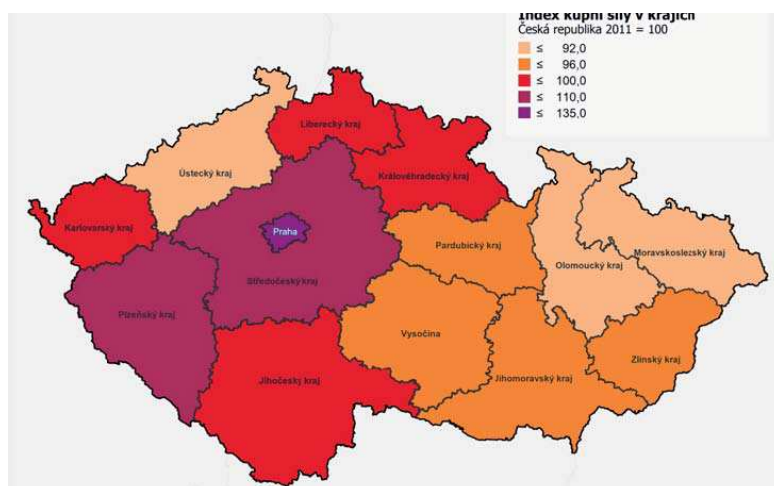 Index kupní síly v krajích
Česká republika 2011 = 100
≤ 92,0
≤ 96,0
≤ 100,0
≤ 110,0
≤ 135,0
Liberecký kraj
Ústecký kraj
Královéhradecký kraj
Karlovarský kraj
Praha
Pardubický kraj
Moravskoslezský kraj
Olomoucký kraj
Středočeský kraj
Plzeňský kraj
Vysočina
Zlínský kraj
Jihočeský kraj
Jihomoravský kraj